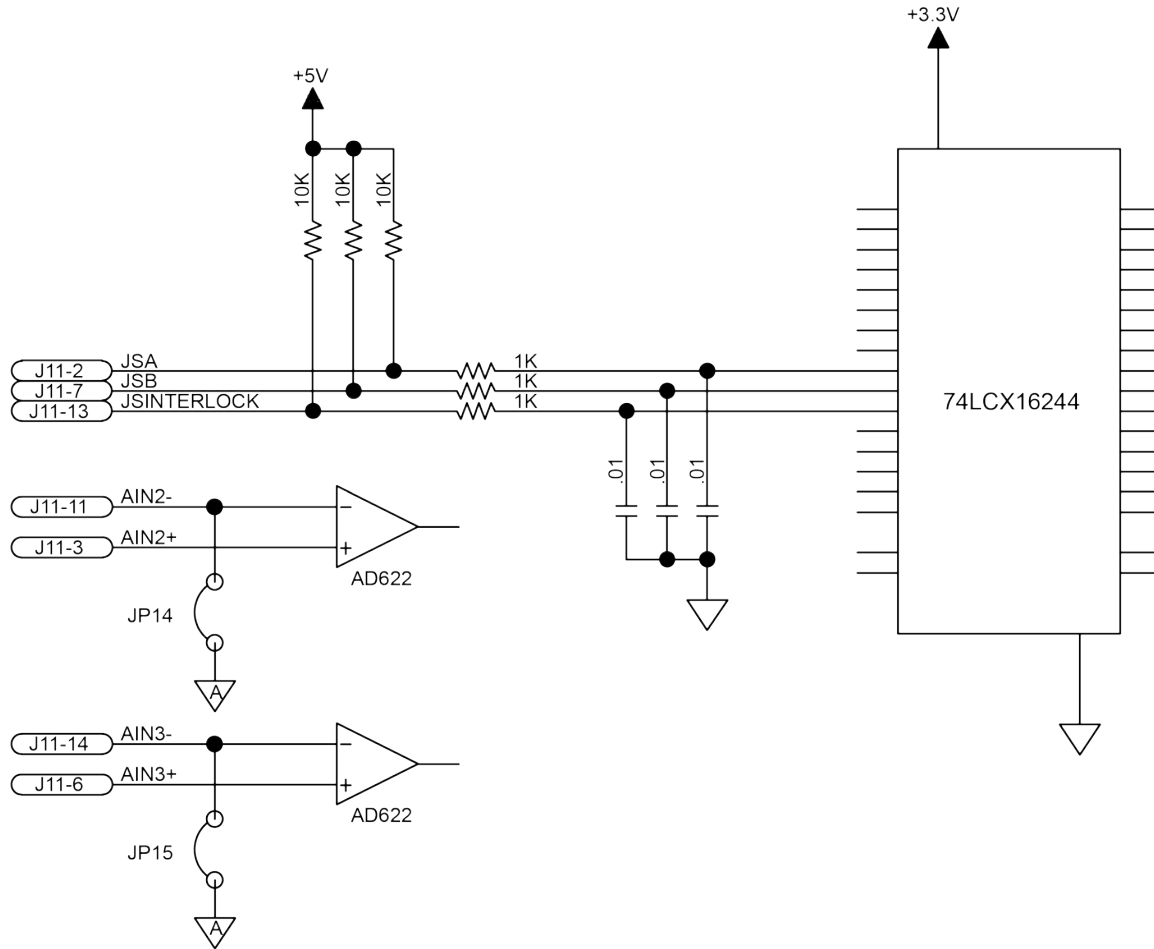 +3.3V
+5V
10K
10K
10K
J11-2 JSA 1K
J11-7 JSB 1K
J11-13 JSINTERLOCK 1K
74LCX16244
.01
.01
.01
J11-11 AIN2-
−
J11-3 AIN2+
+
AD622
JP14
A
J11-14 AIN3-
−
J11-6 AIN3+
+
AD622
JP15
A